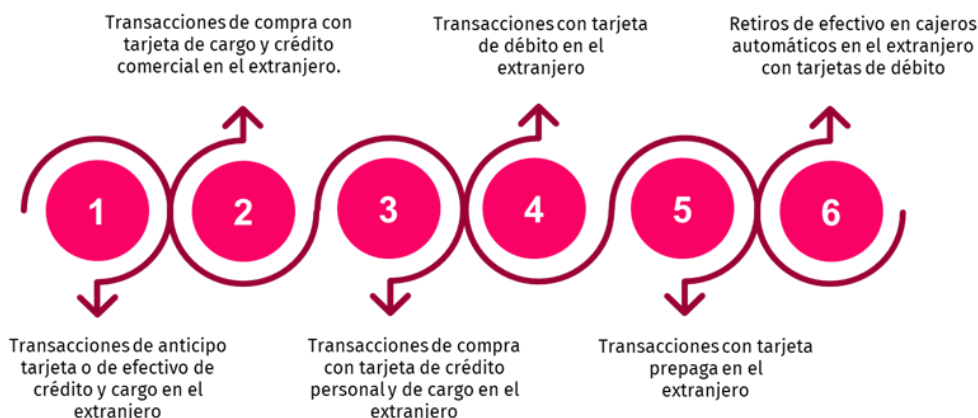 Transacciones de compra con
tarjeta de cargo y crédito
comercial en el extranjero.
Transacciones con tarjeta
de débito en el
extranjero
Retiros de efectivo en cajeros
automáticos en el extranjero
con tarjetas de débito
1
2
3
4
5
6
Transacciones de anticipo
tarjeta o de efectivo de
crédito y cargo en el
extranjero
Transacciones de compra
con tarjeta de crédito
personal y de cargo en el
extranjero
Transacciones con tarjeta
prepaga en el
extranjero